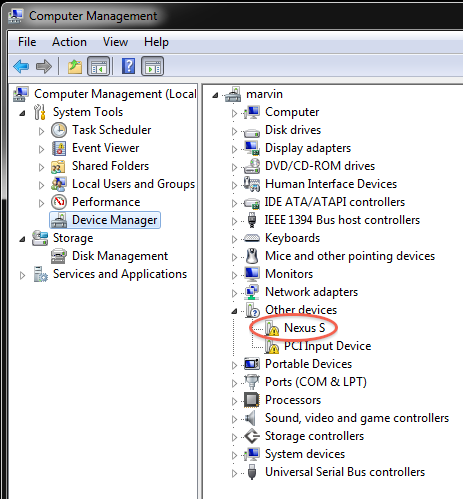 Computer Management
File Action View Help
Computer Management (Local
System Tools
Task Scheduler
Event Viewer
Shared Folders
Local Users and Groups
Performance
Device Manager
Storage
Disk Management
Services and Applications
marvin
Computer
Disk drives
Display adapters
DVD/CD-ROM drives
Human Interface Devices
IDE ATA/ATAPI controllers
IEEE 1394 Bus host controllers
Keyboards
Mice and other pointing devices
Monitors
Network adapters
Other devices
Nexus S
PCI Input Device
Portable Devices
Ports (COM & LPT)
Processors
Sound, video and game controllers
Storage controllers
System devices
Universal Serial Bus controllers